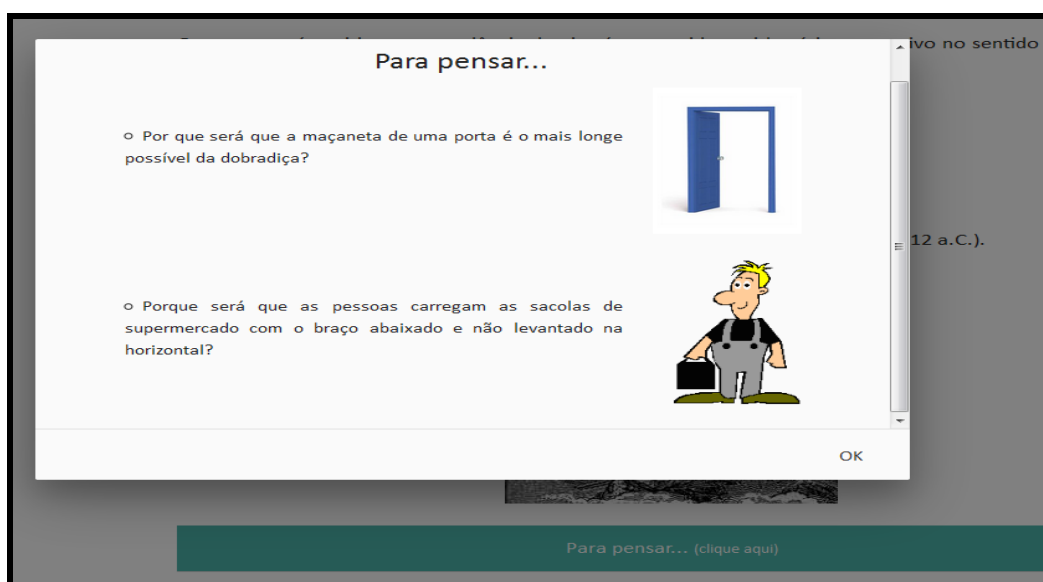 ivo no sentido
Para pensar...
o Por que será que a maçaneta de uma porta é o mais longe
possível da dobradiça?
12 a.C.).
o Porque será que as pessoas carregam as sacolas de
supermercado com o braço abaixado e não levantado na
horizontal?
OK
Para pensar... (clique aqui)